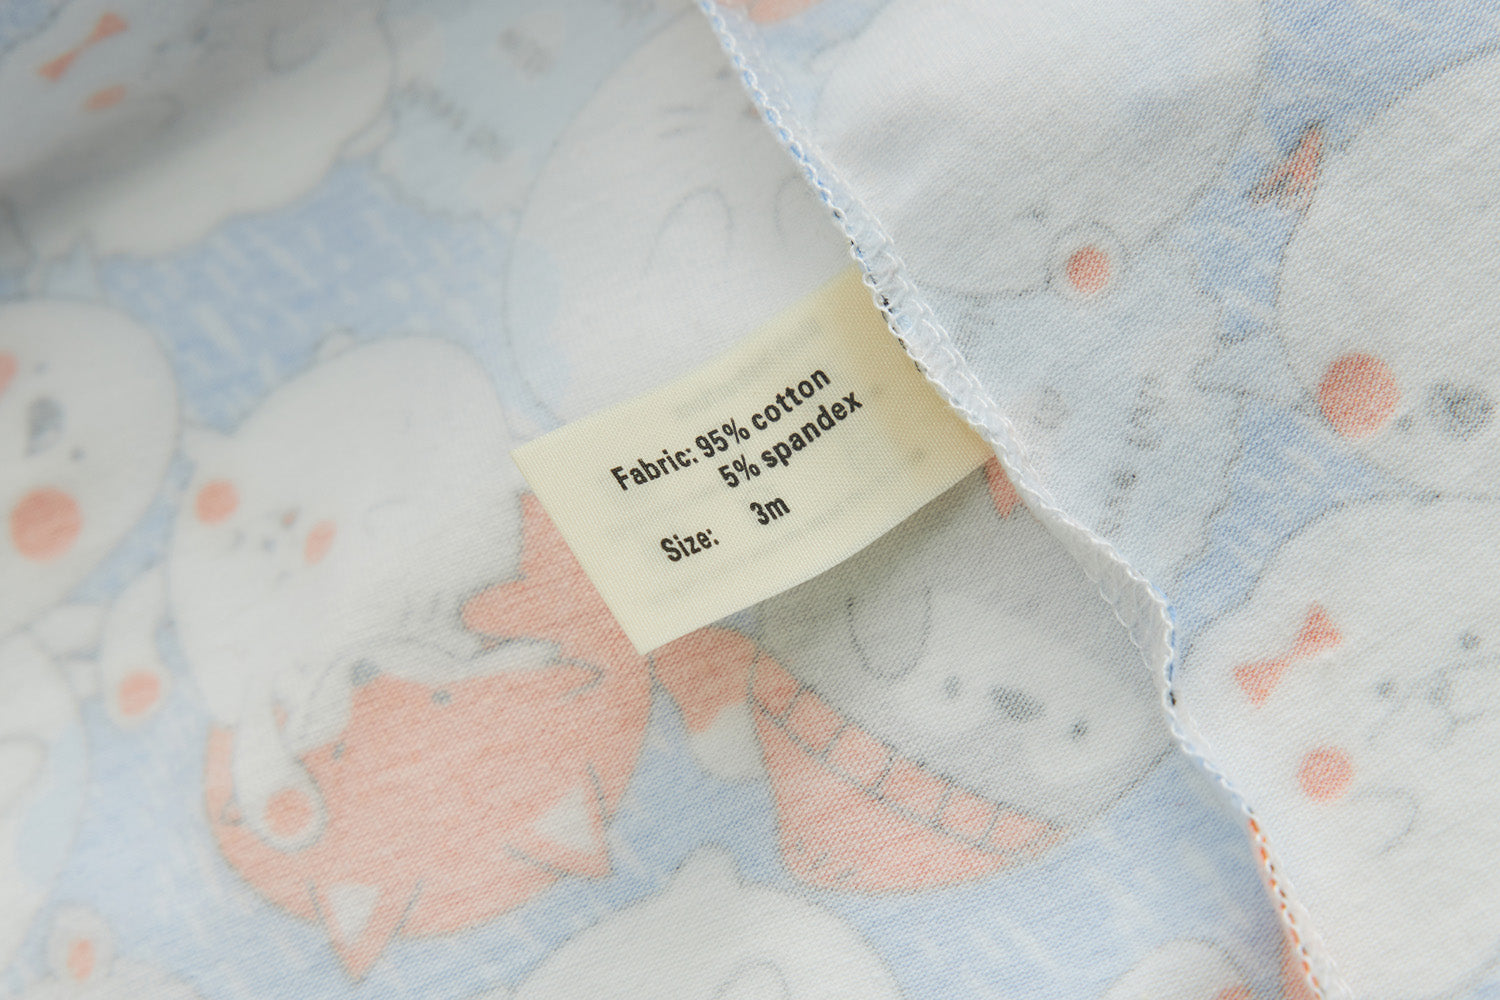 Fabric: 95% cotton
5% spandex
Size: 3m